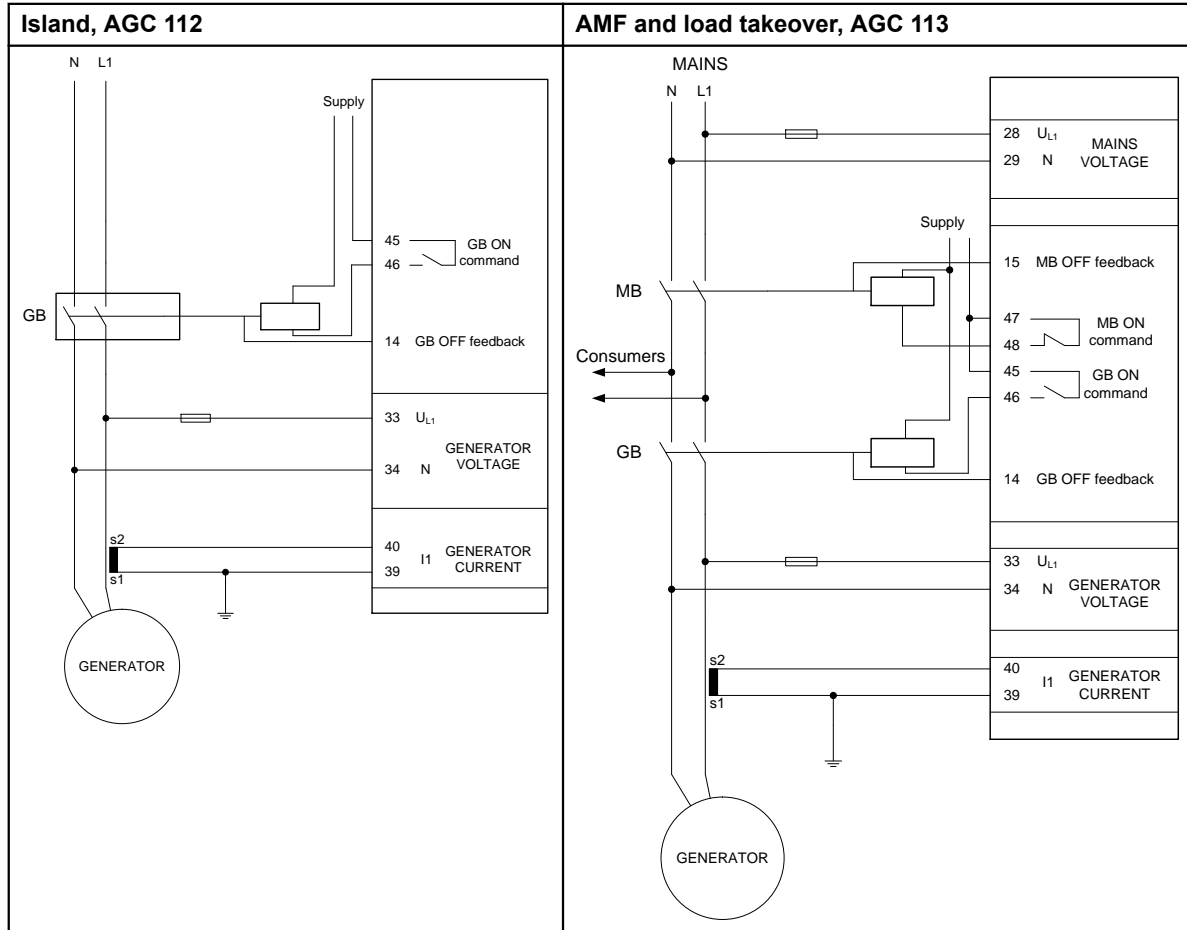 Island, AGC 112
N L1
Supply
45 GB ON
46 command
GB
14 GB OFF feedback
33 UL1
GENERATOR
VOLTAGE
34 N
s2
40 I1 GENERATOR
39 CURRENT
s1
GENERATOR
AMF and load takeover, AGC 113
MAINS
N L1
28 UL1 MAINS
29 N VOLTAGE
Supply
15 MB OFF feedback
MB
47 MB ON
48 command
Consumers
45 GB ON
46 command
GB
14 GB OFF feedback
33 UL1
34 N GENERATOR
VOLTAGE
s2
40 I1 GENERATOR
39 CURRENT
s1
GENERATOR